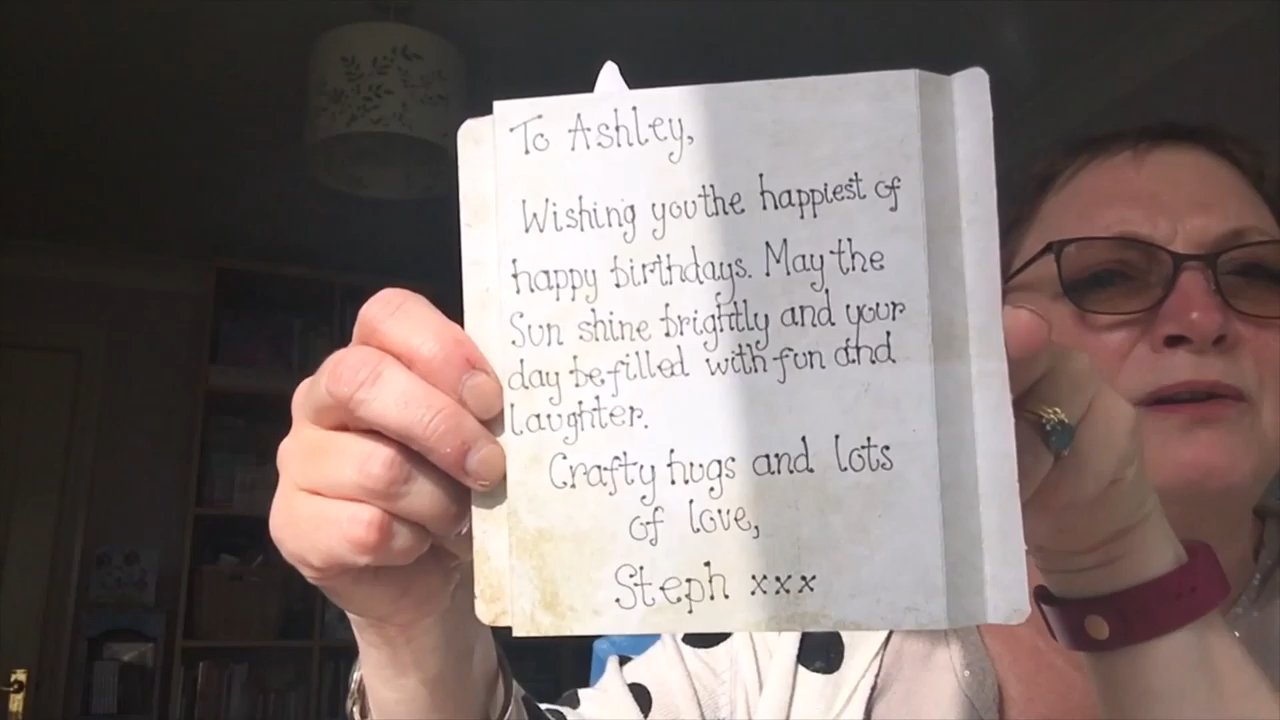 To Ashley,
Wishing you the happiest of
happy birthdays. May the
Sun shine brightly and your
day be filled with fun and
laughter.
Crafty hugs and lots
of love,
Steph xxx